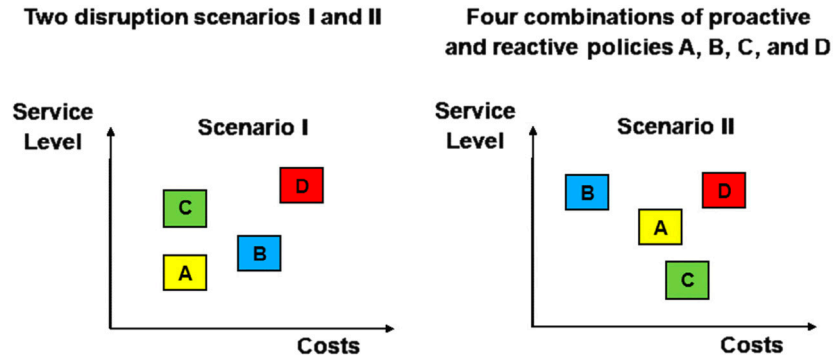 Two disruption scenarios I and II
Four combinations of proactive
and reactive policies A, B, C, and D
Service
Level
Scenario I
D
C
B
A
Costs
Service
Level
Scenario II
B
D
A
C
Costs